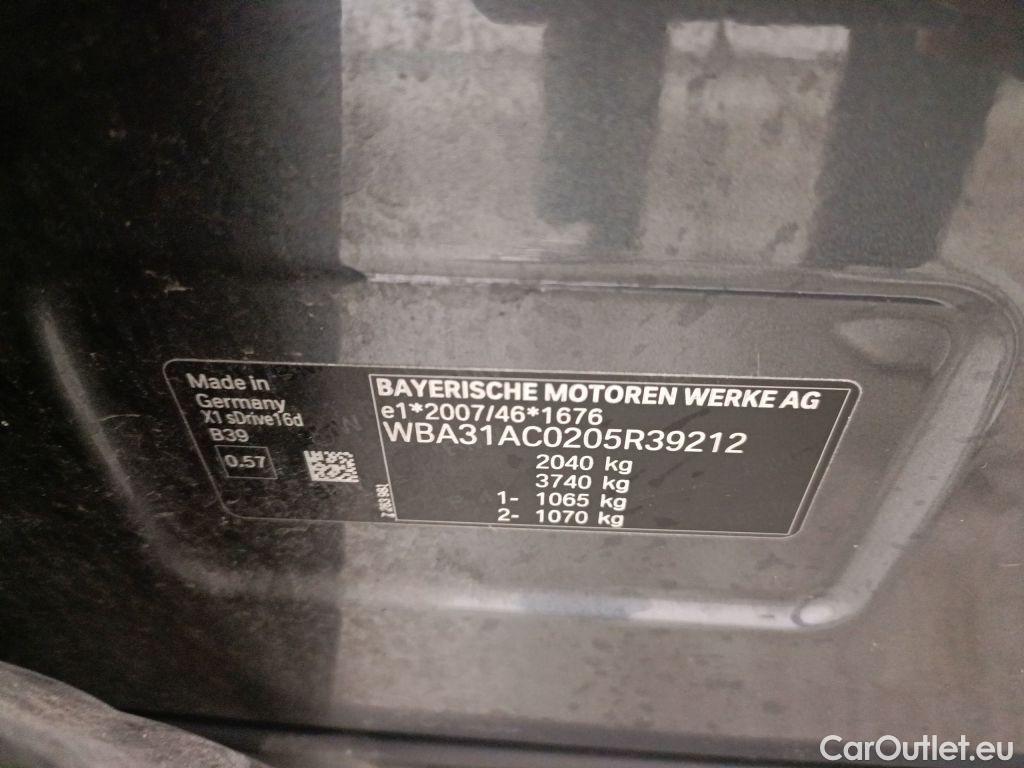 Made in
Germany
X1 sDrive16d
B39
0.57
BAYERISCHE MOTOREN WERKE AG
e1*2007/46*1676
WBA31AC0205R39212
2040 kg
3740 kg
1- 1065 kg
2- 1070 kg
CarOutlet.eu